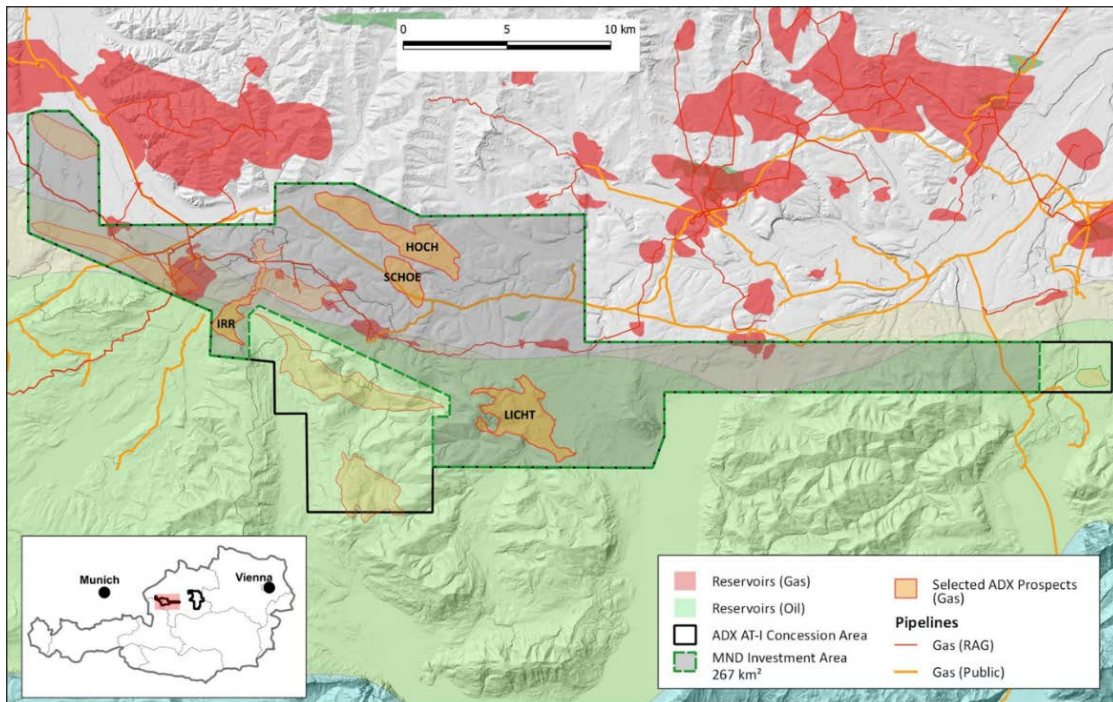 0 5 10 km
HOCH
SCHOE
IRR
LICHT
Munich
Vienna
Reservoirs (Gas)
Reservoirs (Oil)
ADX AT-I Concession Area
MND Investment Area
267 km²
Selected ADX Prospects
(Gas)
Pipelines
Gas (RAG)
Gas (Public)